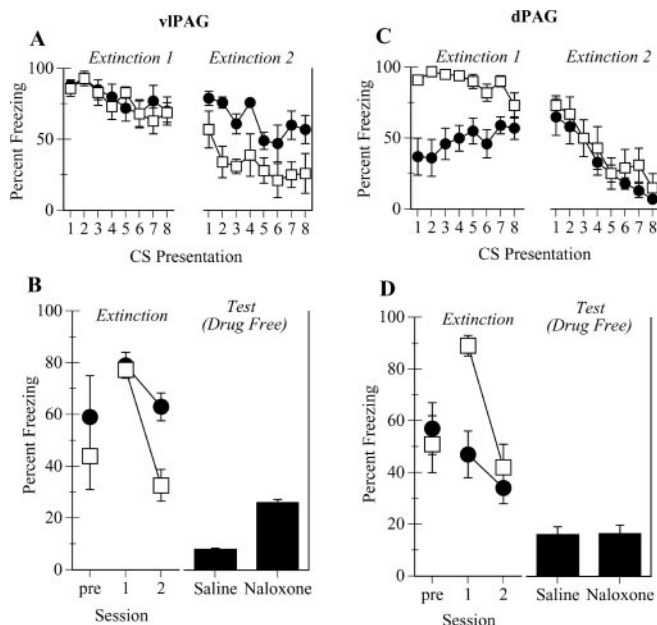 vlPAG
A
Extinction 1
Extinction 2
Percent Freezing
100
75
50
25
0
1 2 3 4 5 6 7 8
1 2 3 4 5 6 7 8
CS Presentation
B
Extinction
Test
(Drug Free)
Percent Freezing
100
80
60
40
20
0
pre 1 2
Saline Naloxone
Session
dPAG
C
Extinction 1
Extinction 2
Percent Freezing
100
50
0
1 2 3 4 5 6 7 8
1 2 3 4 5 6 7 8
CS Presentation
D
Extinction
Test
(Drug Free)
Percent Freezing
100
80
60
40
20
0
pre 1 2
Saline Naloxone
Session